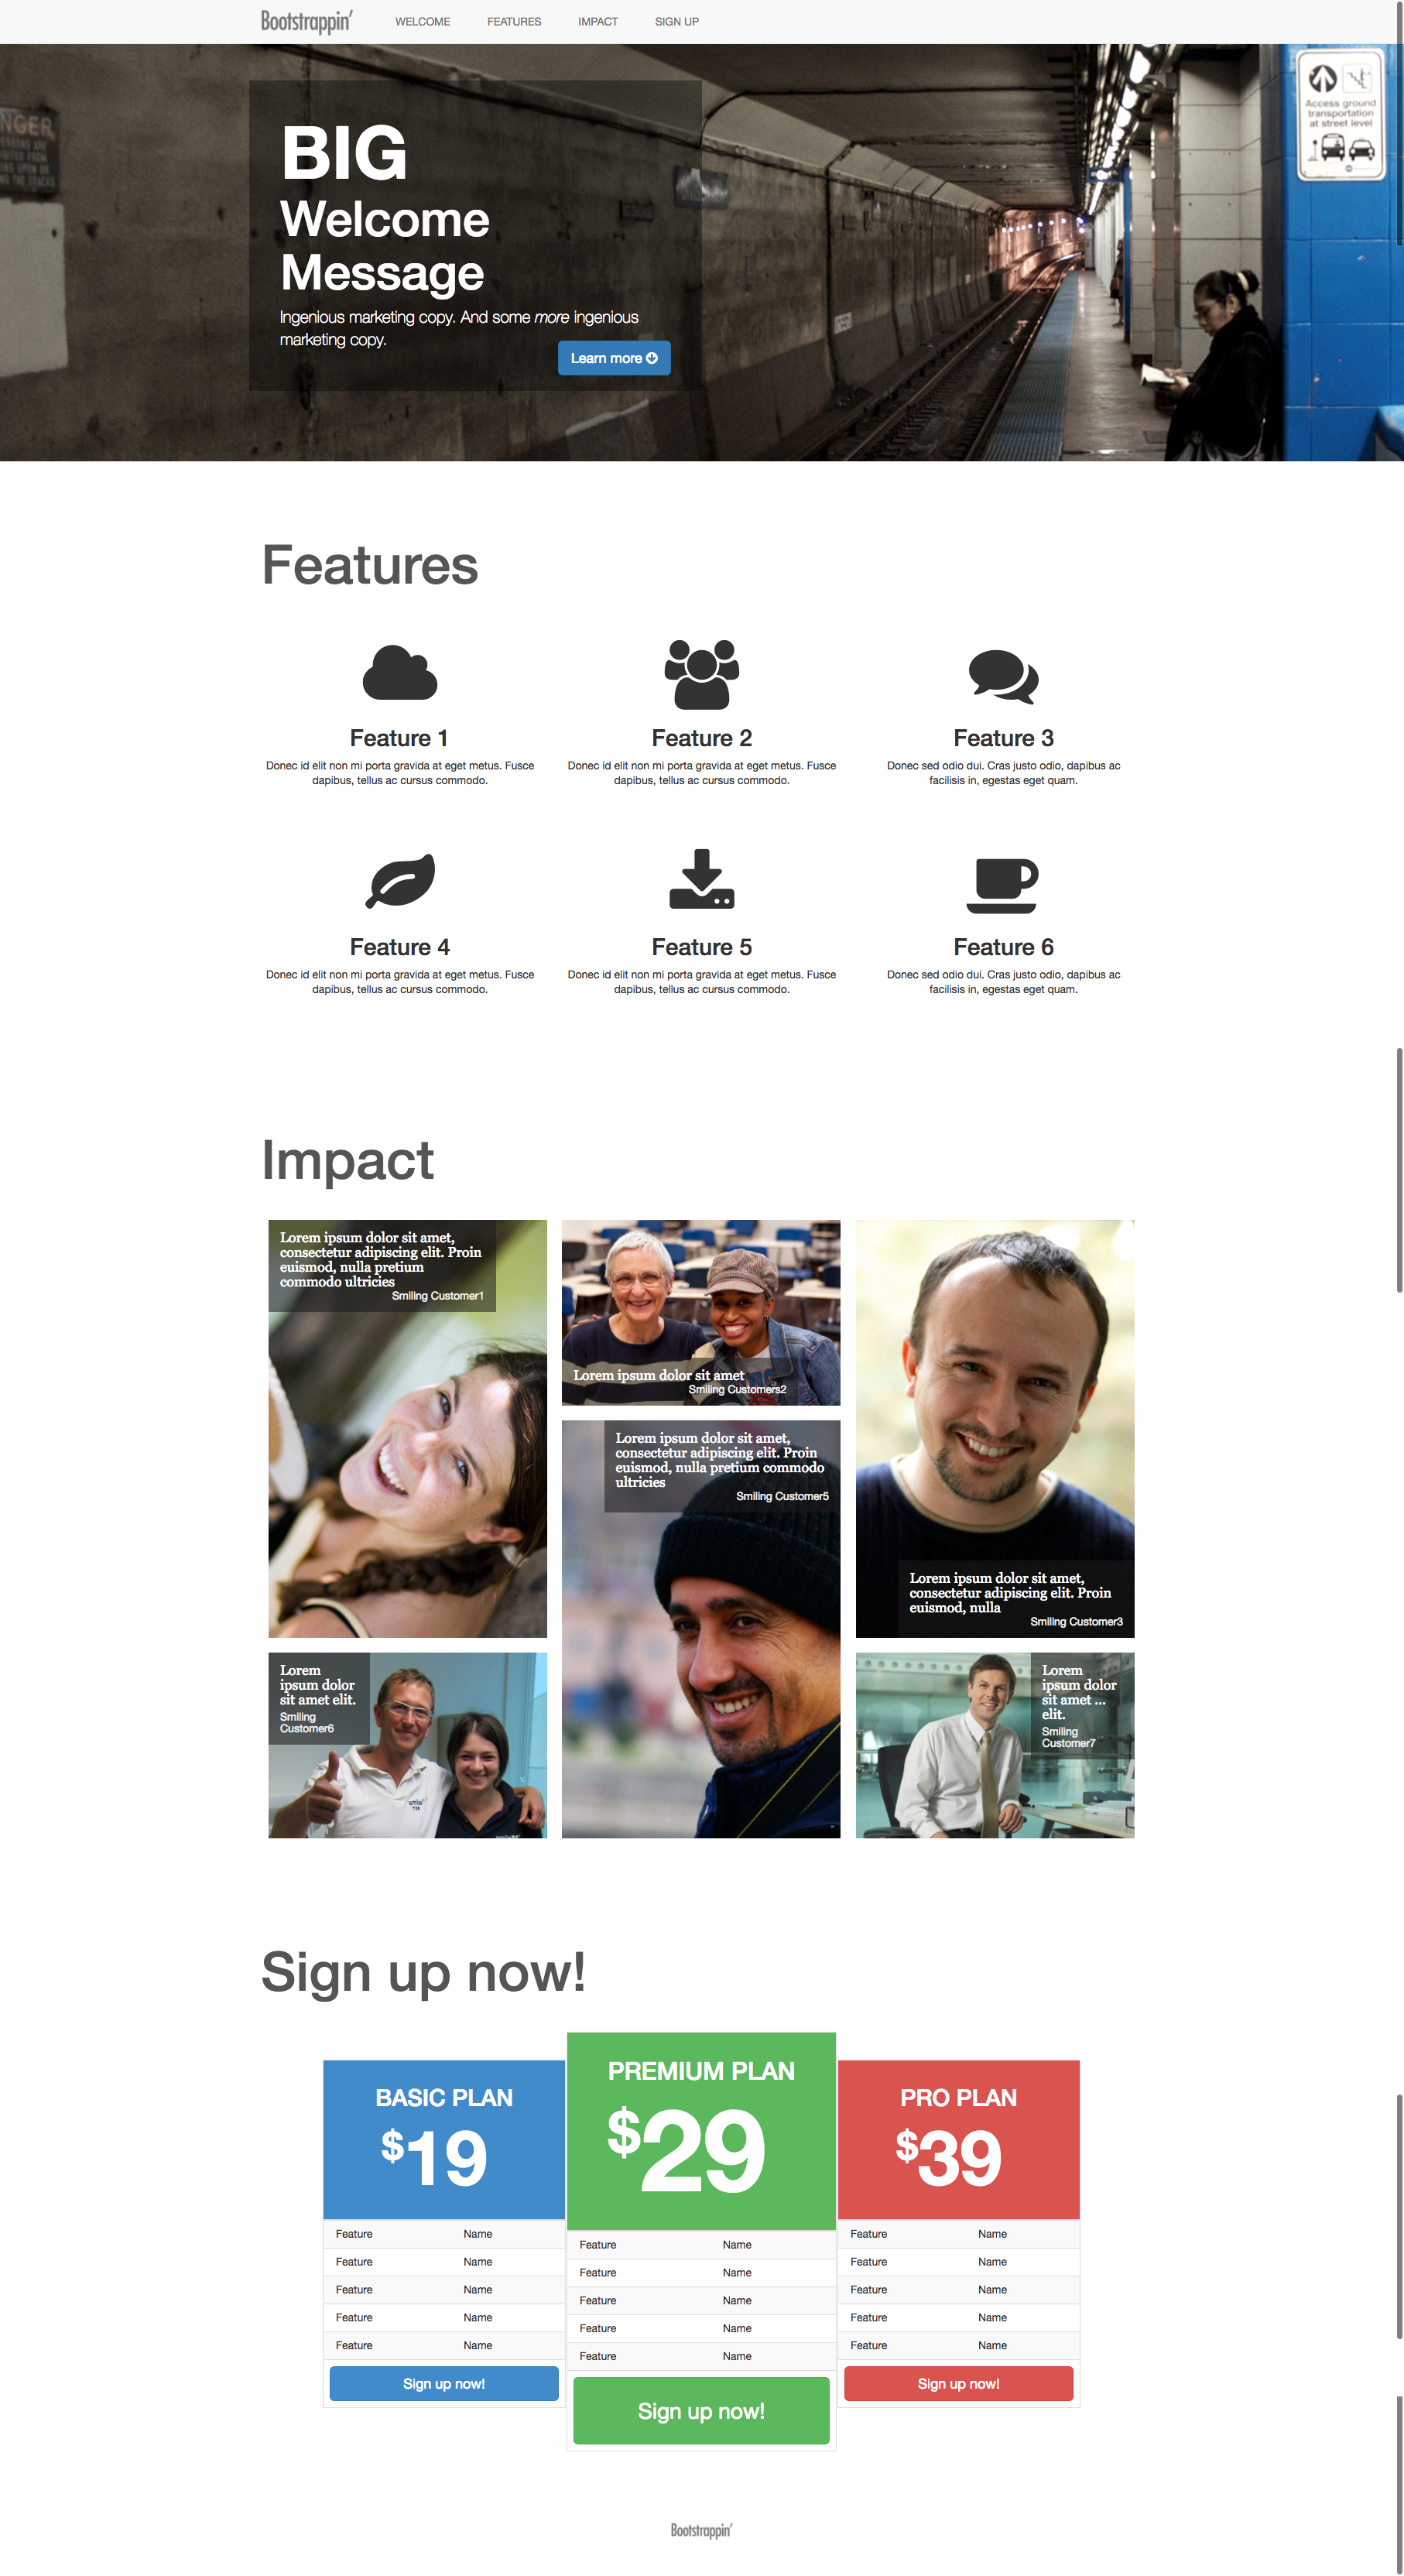 Bootstrappin'
WELCOME
FEATURES
IMPACT
SIGN UP
NGER
Access ground
transportation
at street level
BIG
Welcome
Message
Ingenious marketing copy. And some more ingenious
marketing copy.
Learn more
Features
Feature 1
Donec id elit non mi porta gravida at eget metus. Fusce
dapibus, tellus ac cursus commodo.
Feature 2
Donec id elit non mi porta gravida at eget metus. Fusce
dapibus, tellus ac cursus commodo.
Feature 3
Donec sed odio dui. Cras justo odio, dapibus ac
facilisis in, egestas eget quam.
Feature 4
Donec id elit non mi porta gravida at eget metus. Fusce
dapibus, tellus ac cursus commodo.
Feature 5
Donec id elit non mi porta gravida at eget metus. Fusce
dapibus, tellus ac cursus commodo.
Feature 6
Donec sed odio dui. Cras justo odio, dapibus ac
facilisis in, egestas eget quam.
Impact
Lorem ipsum dolor sit amet,
consectetur adipiscing elit. Proin
euismod, nulla pretium
commodo ultricies
Smiling Customer1
Lorem ipsum dolor sit amet
Smiling Customers2
Lorem ipsum dolor sit amet,
consectetur adipiscing elit. Proin
euismod, nulla pretium commodo
ultricies
Smiling Customer5
Lorem ipsum dolor sit amet,
consectetur adipiscing elit. Proin
euismod, nulla
Smiling Customer3
Lorem
ipsum dolor
sit amet elit.
Smiling
Customer6
Lorem
ipsum dolor
sit amet ...
elit.
Smiling
Customer7
Sign up now!
BASIC PLAN
$19
Feature Name
Feature Name
Feature Name
Feature Name
Feature Name
Sign up now!
PREMIUM PLAN
$29
Feature Name
Feature Name
Feature Name
Feature Name
Feature Name
Sign up now!
PRO PLAN
$39
Feature Name
Feature Name
Feature Name
Feature Name
Feature Name
Sign up now!
Bootstrappin'